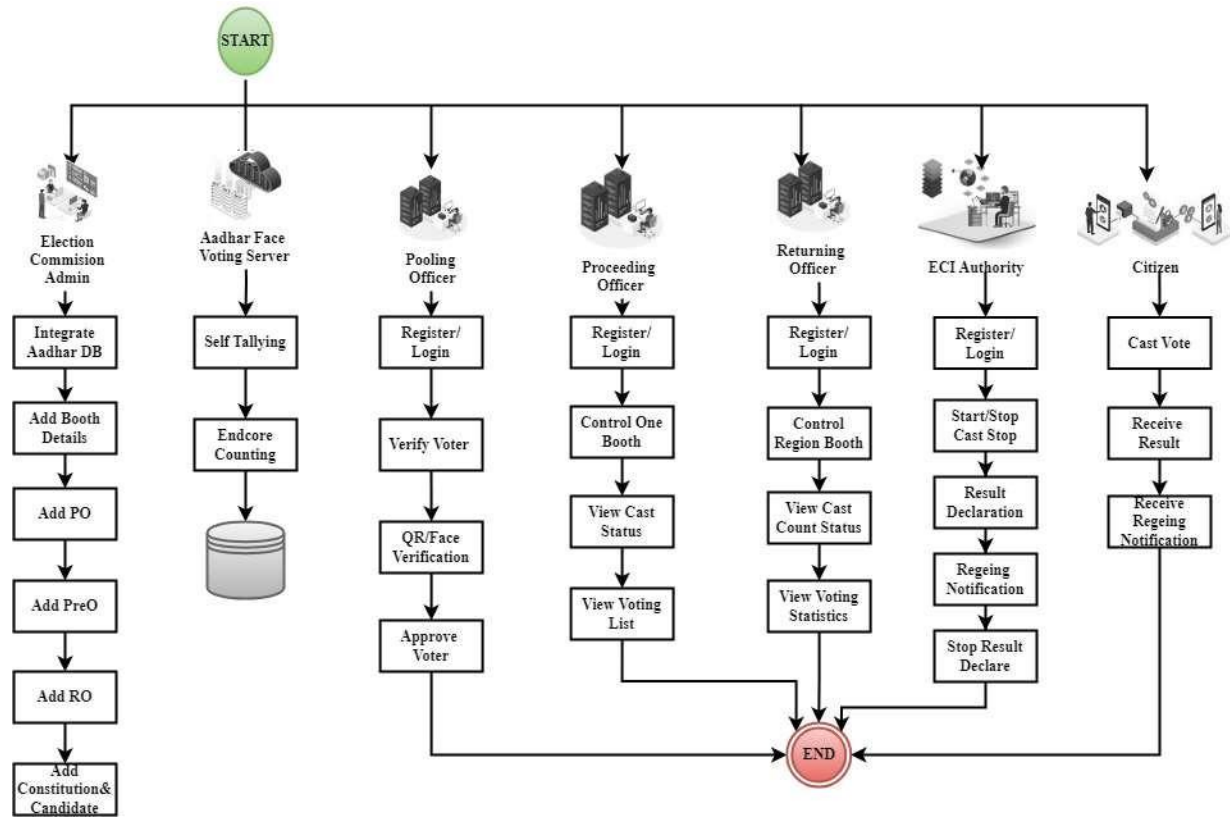 START
Election
Commision
Admin
Integrate
Aadhar DB
Add Booth
Details
Add PO
Add PreO
Add RO
Add
Constitution&
Candidate
Aadhar Face
Voting Server
Self Tallying
Endcore
Counting
Pooling
Officer
Register/
Login
Verify Voter
QR/Face
Verification
Approve
Voter
Proceeding
Officer
Register/
Login
Control One
Booth
View Cast
Status
View Voting
List
Returning
Officer
Register/
Login
Control
Region Booth
View Cast
Count Status
View Voting
Statistics
ECI Authority
Register/
Login
Start/Stop
Cast Stop
Result
Declaration
Regeing
Notification
Stop Result
Declare
Citizen
Cast Vote
Receive
Result
Receive
Regeing
Notification
END